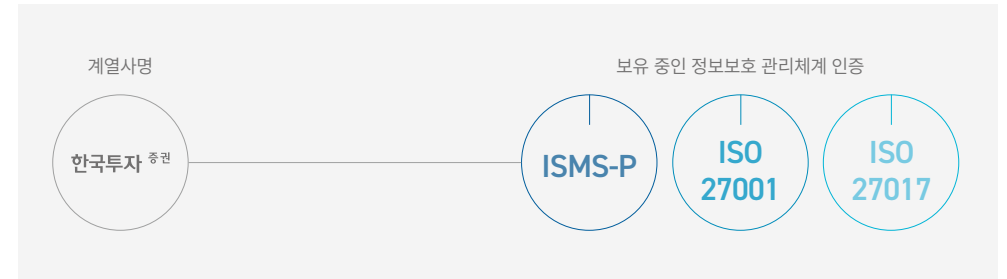 계열사명
보유 중인 정보보호 관리체계 인증
한국투자 증권
ISMS-P
ISO
27001
ISO
27017